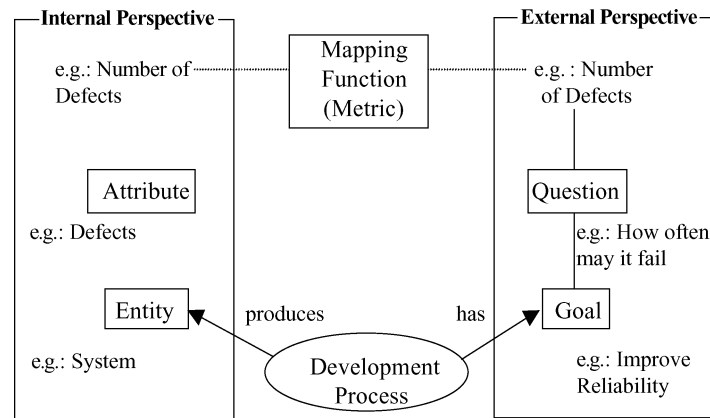 Internal Perspective
External Perspective
e.g.: Number of
Defects
Mapping
Function
(Metric)
e.g. : Number
of Defects
Attribute
e.g.: Defects
Question
e.g.: How often
may it fail
Entity
produces
has
Goal
e.g.: System
Development
Process
e.g.: Improve
Reliability